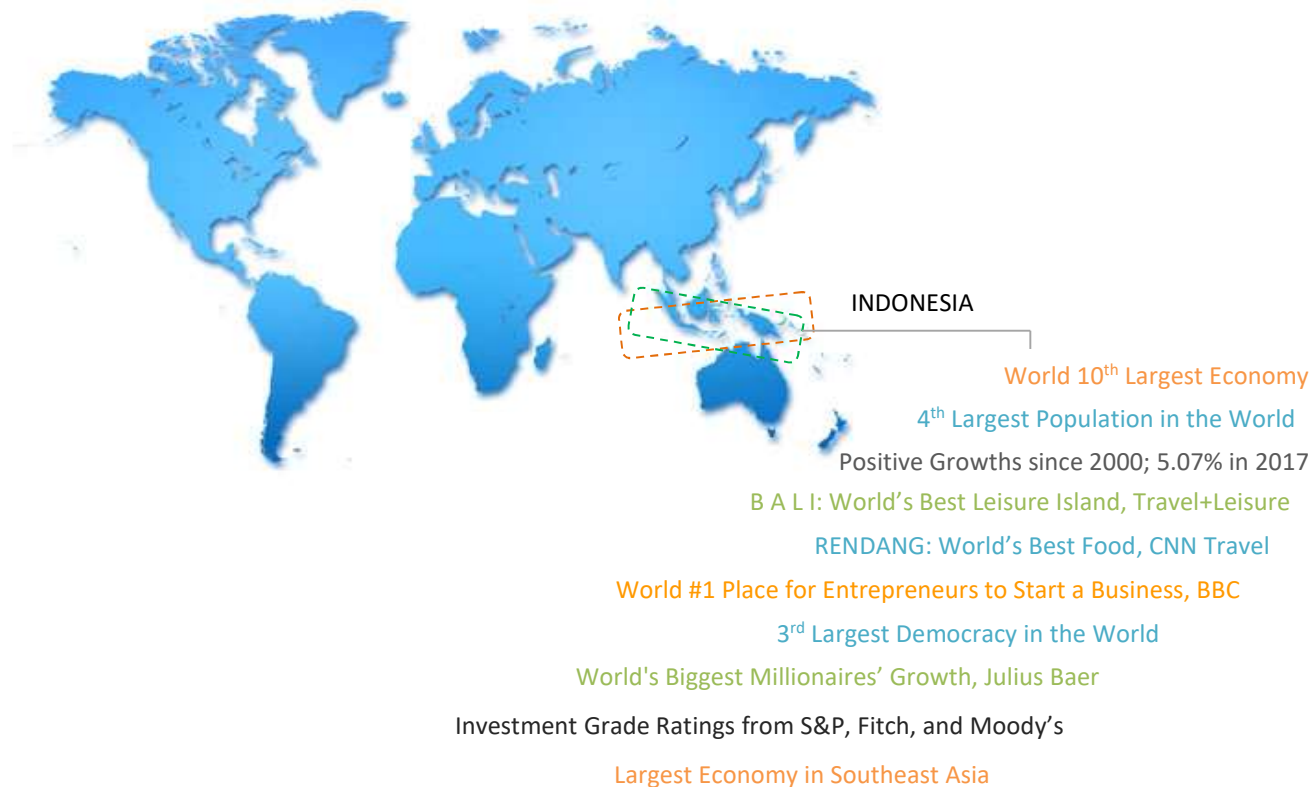 INDONESIA
World 10th Largest Economy
4th Largest Population in the World
Positive Growths since 2000; 5.07% in 2017
B A L I: World’s Best Leisure Island, Travel+Leisure
RENDANG: World’s Best Food, CNN Travel
World #1 Place for Entrepreneurs to Start a Business, BBC
3rd Largest Democracy in the World
World's Biggest Millionaires’ Growth, Julius Baer
Investment Grade Ratings from S&P, Fitch, and Moody’s
Largest Economy in Southeast Asia